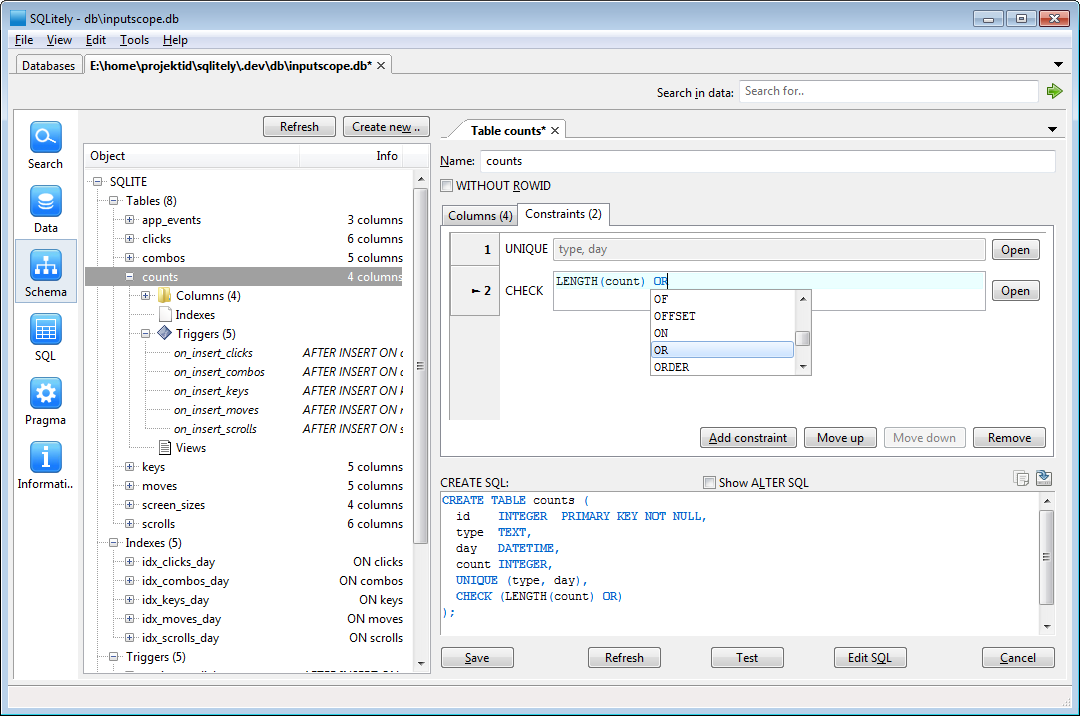 SQLitely - db\inputscope.db
File View Edit Tools Help
Databases E:\home\projektid\sqlitely\.dev\db\inputscope.db*
Search in data: Search for..
Search
Data
Schema
SQL
Pragma
Informati..
Refresh Create new ..
Object Info
SQLITE
Tables (8)
app_events 3 columns
clicks 6 columns
combos 5 columns
counts 4 columns
Columns (4)
Indexes
Triggers (5)
on_insert_clicks AFTER INSERT ON
on_insert_combos AFTER INSERT ON
on_insert_keys AFTER INSERT ON
on_insert_moves AFTER INSERT ON
on_insert_scrolls AFTER INSERT ON
Views
keys 5 columns
moves 5 columns
screen_sizes 4 columns
scrolls 6 columns
Indexes (5)
idx_clicks_day ON clicks
idx_combos_day ON combos
idx_keys_day ON keys
idx_moves_day ON moves
idx_scrolls_day ON scrolls
Triggers (5)
Table counts*
Name: counts
WITHOUT ROWID
Columns (4) Constraints (2)
1 UNIQUE type, day Open
2 CHECK LENGTH(count) OR Open
OF
OFFSET
ON
OR
ORDER
Add constraint Move up Move down Remove
CREATE SQL: Show ALTER SQL
CREATE TABLE counts (
id INTEGER PRIMARY KEY NOT NULL,
type TEXT,
day DATETIME,
count INTEGER,
UNIQUE (type, day),
CHECK (LENGTH(count) OR)
);
Save Refresh Test Edit SQL Cancel